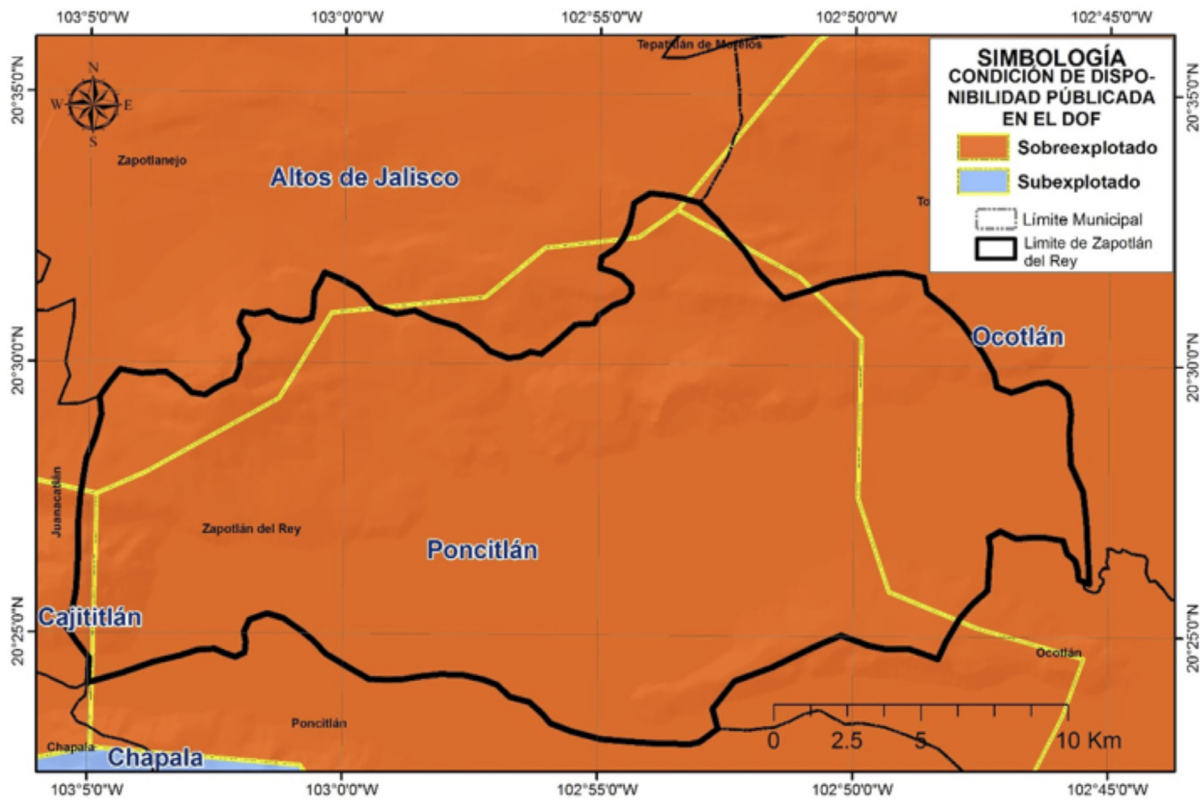 103°5'0"W 103°0'0"W 102°55'0"W 102°50'0"W 102°45'0"W
Tepatitlán de Morelos
SIMBOLOGÍA
CONDICIÓN DE DISPO-
NIBILIDAD PÚBLICADA
EN EL DOF
Sobreexplotado
Subexplotado
Límite Municipal
Limite de Zapotlán
del Rey
N
W E
S
20°35'0"N
20°35'0"N
Zapotlanejo
Altos de Jalisco
To
Ocotlán
20°30'0"N
20°30'0"N
Juanacatlán
Zapotlán del Rey
Poncitlán
Cajititlán
20°25'0"N
20°25'0"N
Ocotlán
Poncitlán
Chapala
Chapala
0 2.5 5 10 Km
103°5'0"W 103°0'0"W 102°55'0"W 102°50'0"W 102°45'0"W